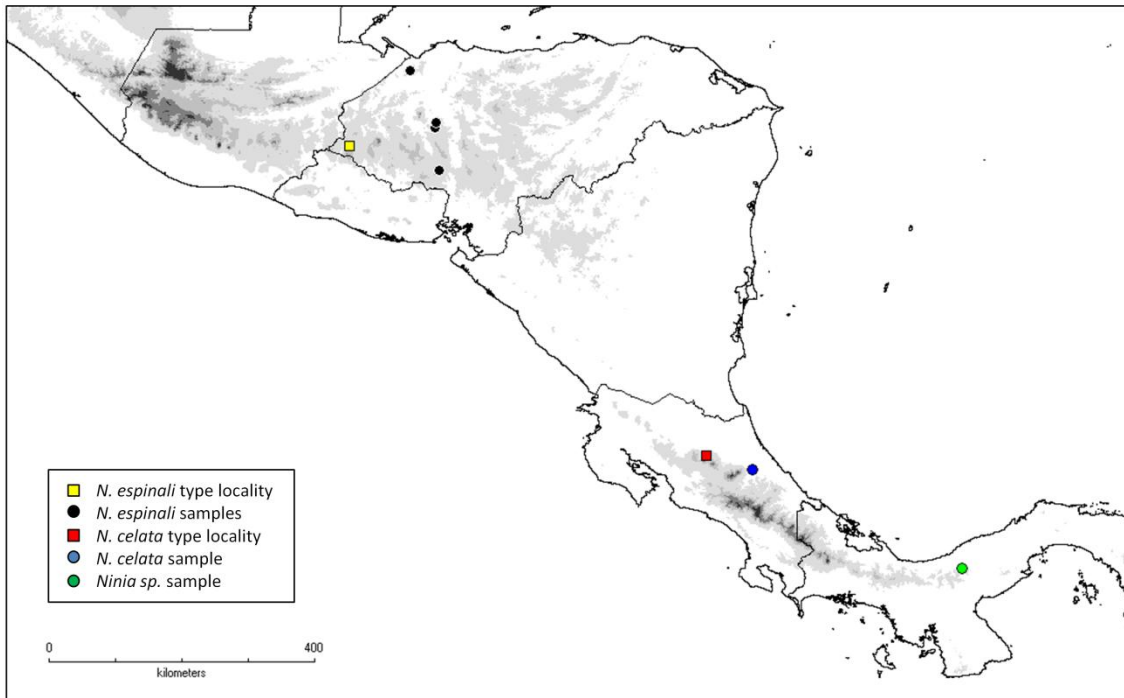 N. espinali type locality
N. espinali samples
N. celata type locality
N. celata sample
Ninia sp. sample
0 400
kilometers